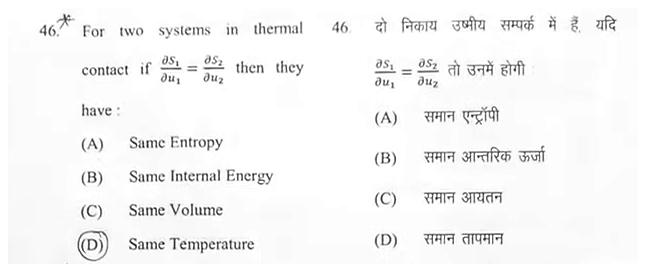 46.* For two systems in thermal
contact if ∂S₁/∂u₁ = ∂S₂/∂u₂ then they
have :
(A) Same Entropy
(B) Same Internal Energy
(C) Same Volume
(D) Same Temperature
46. दो निकाय उष्मीय सम्पर्क में हैं, यदि
∂S₁/∂u₁ = ∂S₂/∂u₂ तो उनमें होगी
(A) समान एन्ट्रॉपी
(B) समान आन्तरिक ऊर्जा
(C) समान आयतन
(D) समान तापमान